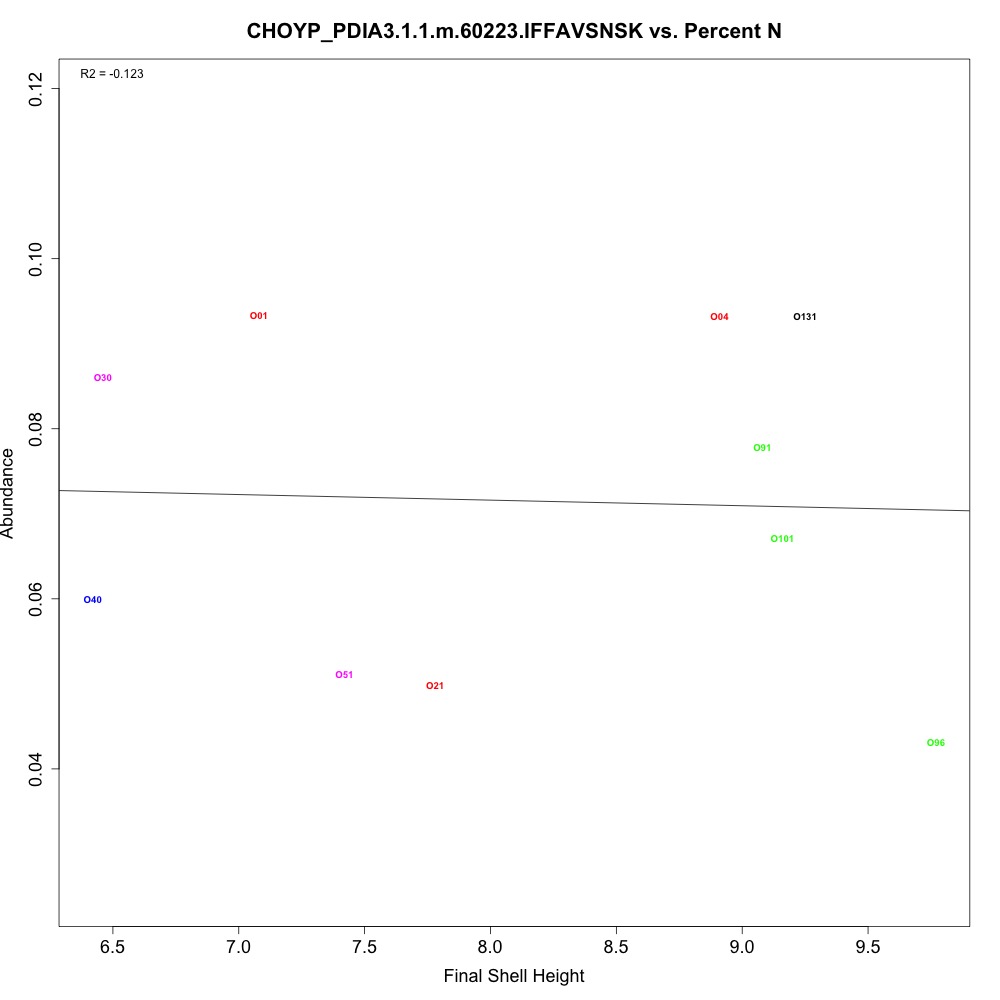 CHOYP_PDIA3.1.1.m.60223.IFFAVSNSK vs. Percent N
R2 = -0.123
0.12
0.10
0.08
0.06
0.04
Abundance
O01
O04
O131
O30
O91
O101
O40
O51
O21
O96
6.5
7.0
7.5
8.0
8.5
9.0
9.5
Final Shell Height